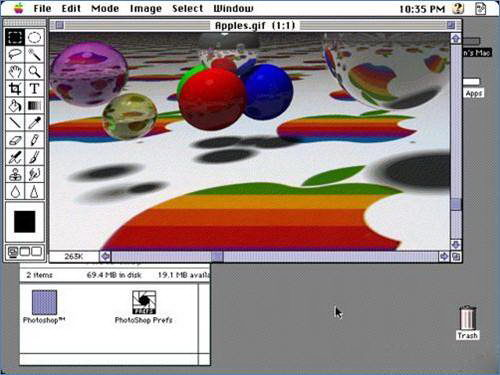 File Edit Mode Image Select Window
10:35 PM
Apples.gif (1:1)
n's Mac
Apps
T
263K
2 items 69.4 MB in disk 19.1 MB availa
Photoshop™
PREFS
PhotoShop Prefs
Trash